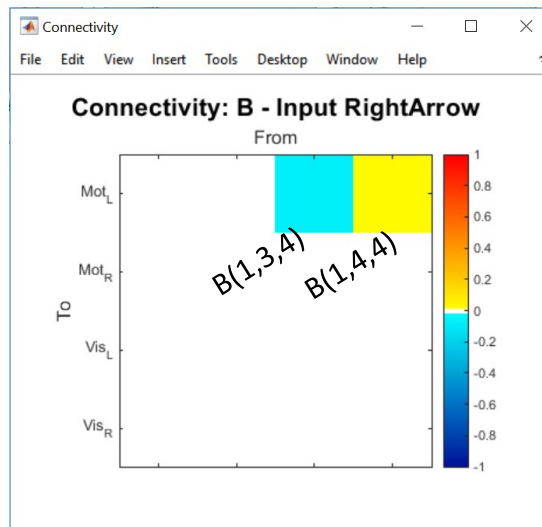 Connectivity
File Edit View Insert Tools Desktop Window Help
Connectivity: B - Input RightArrow
From
To
Mot_L
Mot_R
Vis_L
Vis_R
B(1,3,4)
B(1,4,4)
1
0.8
0.6
0.4
0.2
0
-0.2
-0.4
-0.6
-0.8
-1